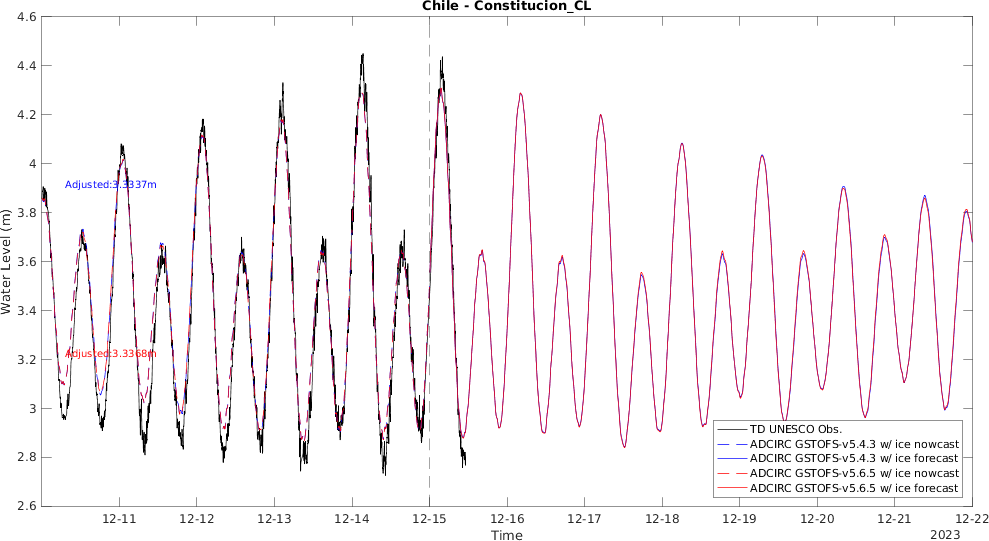 Chile - Constitucion_CL
4.6
4.4
4.2
4
3.8
3.6
3.4
3.2
3
2.8
2.6
Water Level (m)
Adjusted:3.3337m
Adjusted:3.3368m
TD UNESCO Obs.
ADCIRC GSTOFS-v5.4.3 w/ ice nowcast
ADCIRC GSTOFS-v5.4.3 w/ ice forecast
ADCIRC GSTOFS-v5.6.5 w/ ice nowcast
ADCIRC GSTOFS-v5.6.5 w/ ice forecast
12-11 12-12 12-13 12-14 12-15 12-16 12-17 12-18 12-19 12-20 12-21 12-22
Time
2023